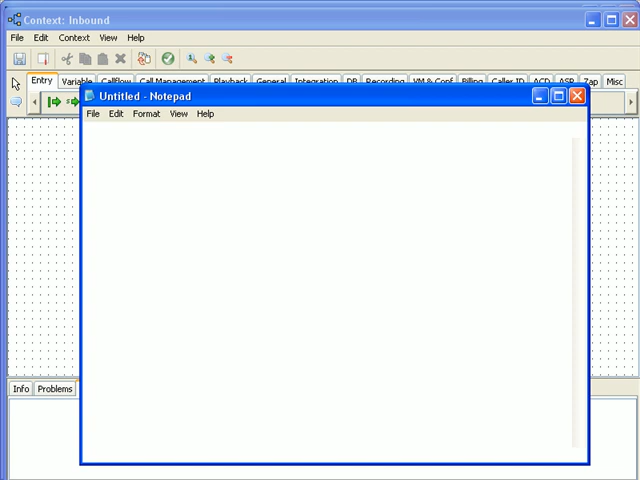 Context: Inbound
File Edit Context View Help
Entry Variable Callflow Call Management Playback General Integration DB Recording VM & Conf Billing Caller ID ACD ASR Zap Misc
Untitled - Notepad
File Edit Format View Help
Info Problems